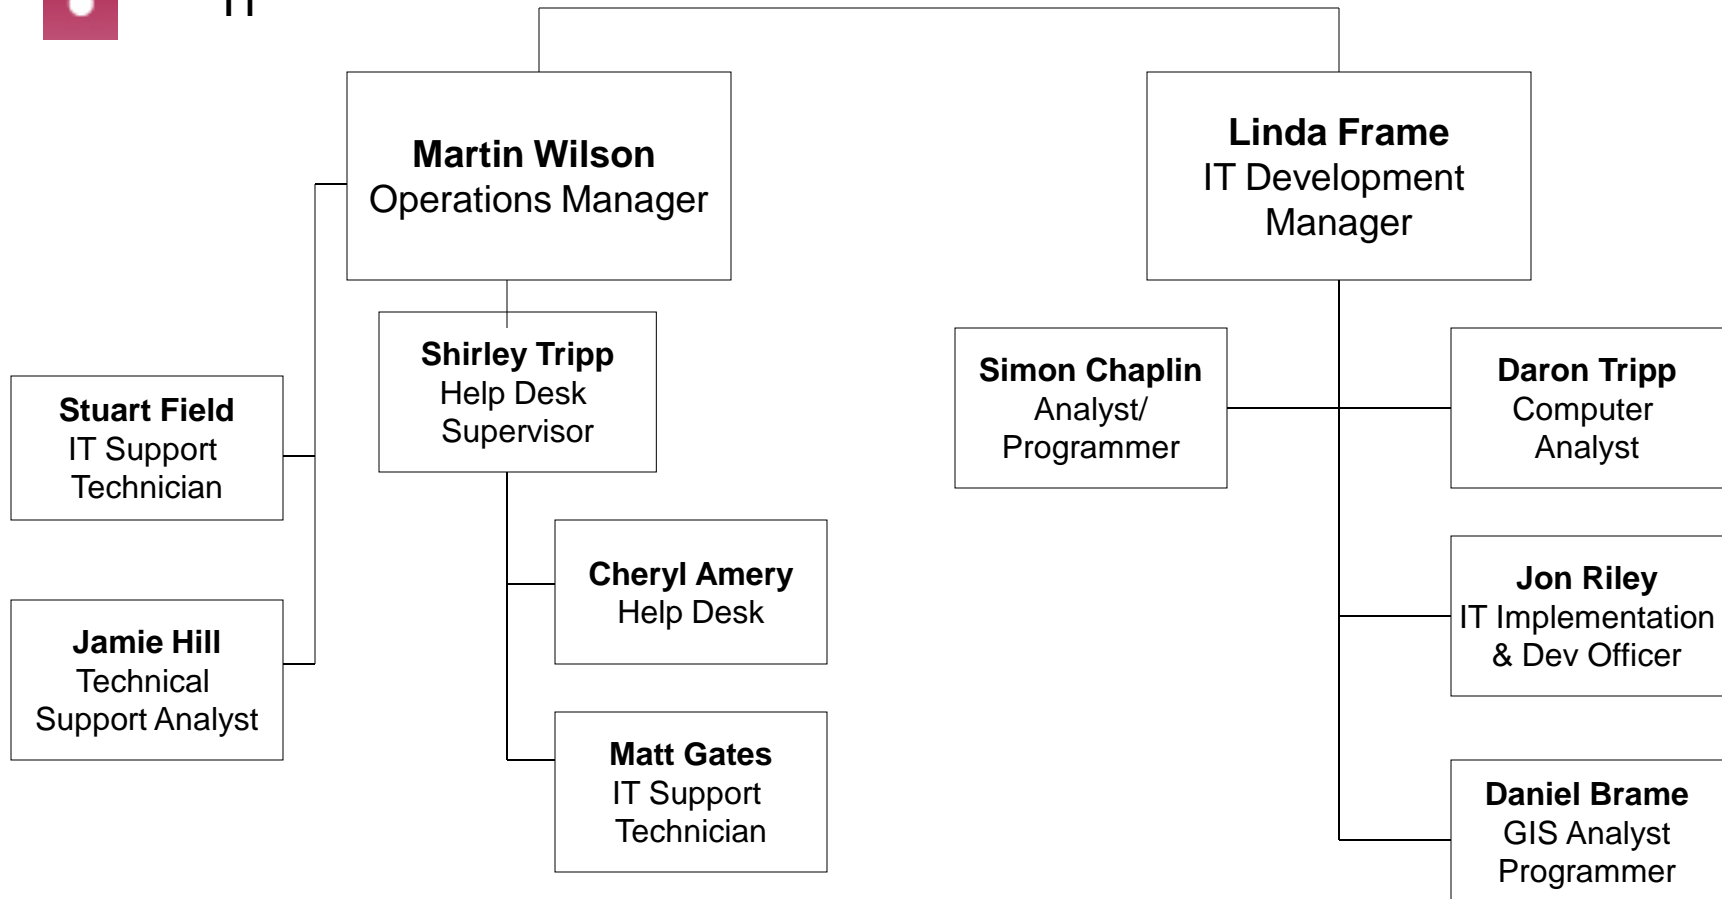 IT
Martin Wilson
Operations Manager
Linda Frame
IT Development
Manager
Shirley Tripp
Help Desk
Supervisor
Simon Chaplin
Analyst/
Programmer
Daron Tripp
Computer
Analyst
Stuart Field
IT Support
Technician
Cheryl Amery
Help Desk
Jon Riley
IT Implementation
& Dev Officer
Jamie Hill
Technical
Support Analyst
Matt Gates
IT Support
Technician
Daniel Brame
GIS Analyst
Programmer